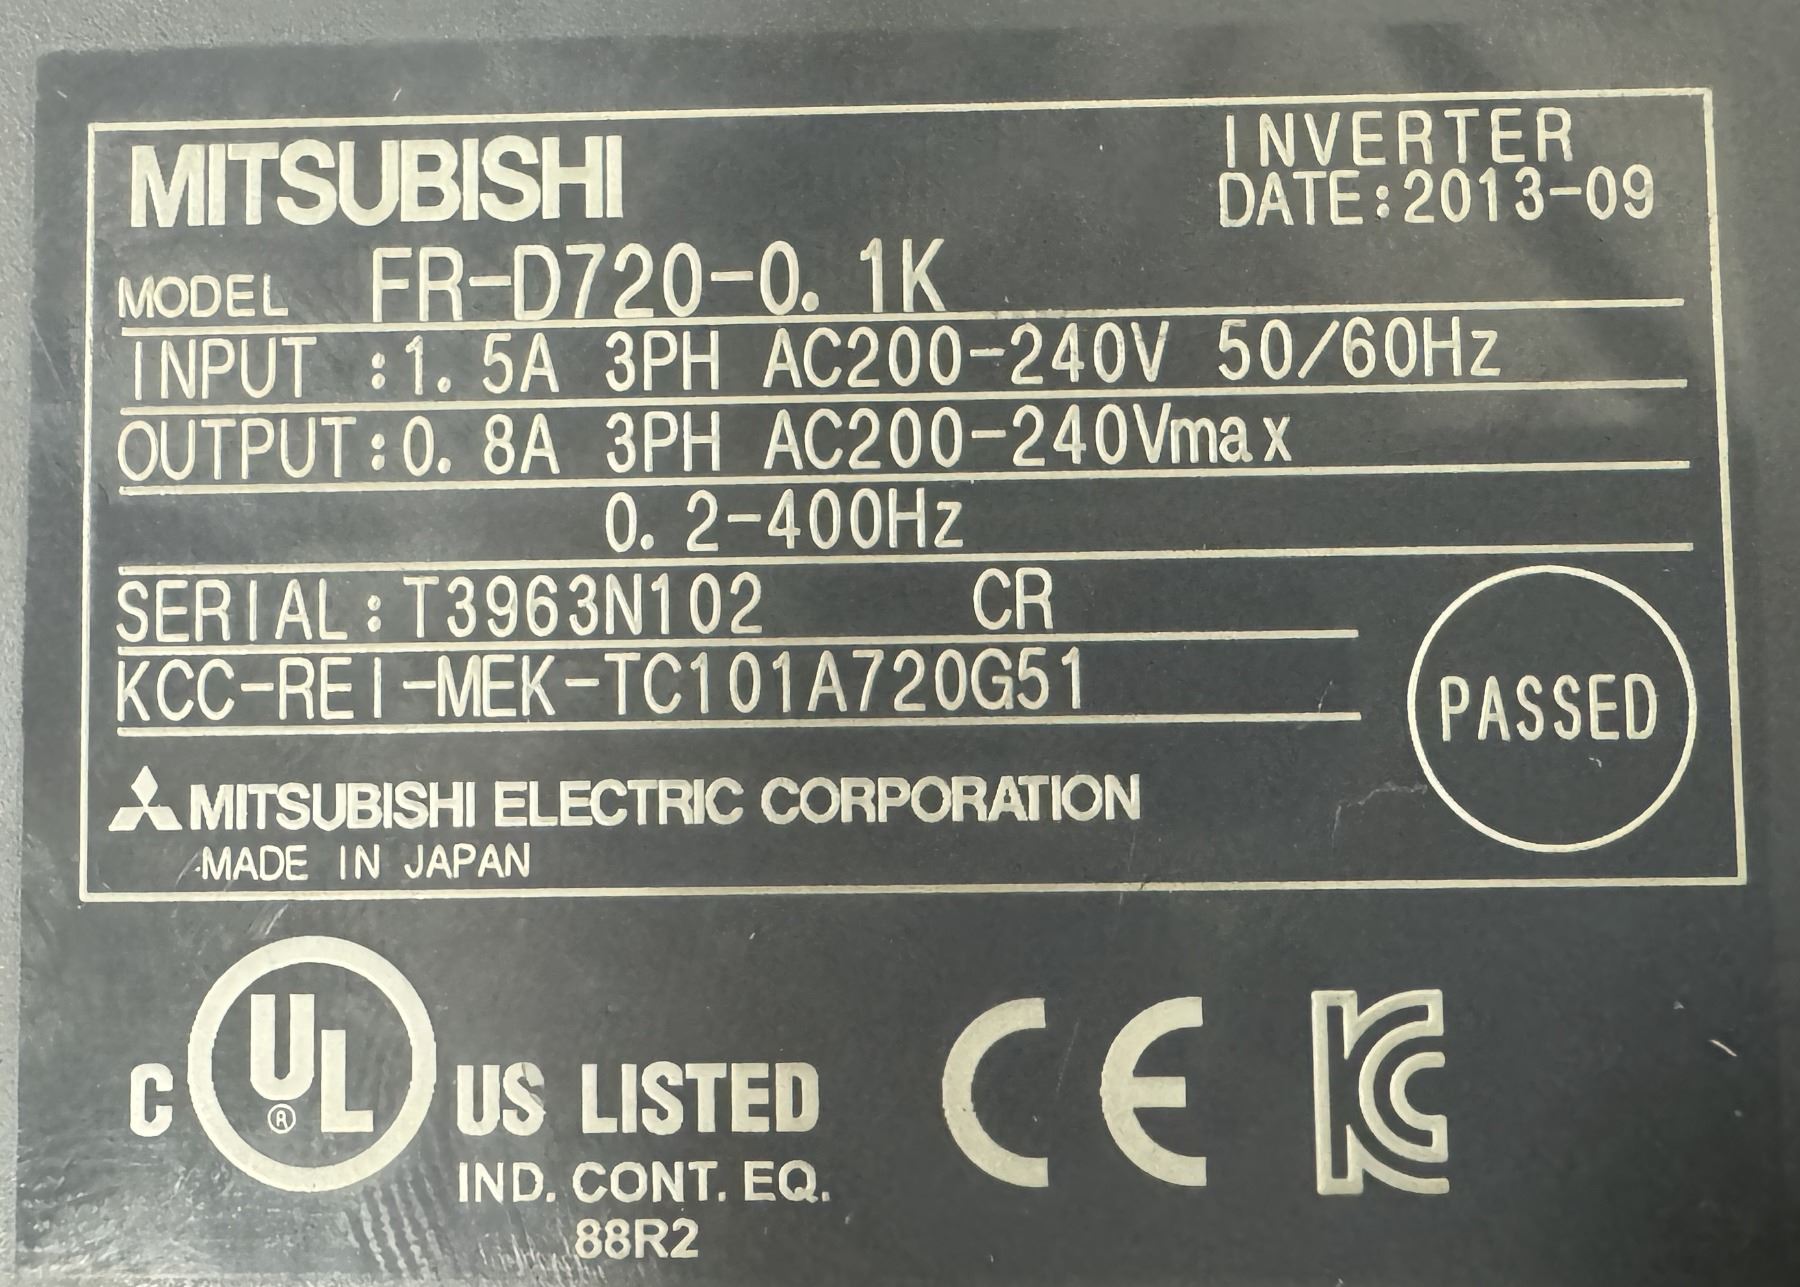 MITSUBISHI
INVERTER
DATE:2013-09
MODEL FR-D720-0.1K
INPUT :1.5A 3PH AC200-240V 50/60Hz
OUTPUT:0.8A 3PH AC200-240Vmax
0.2-400Hz
SERIAL:T3963N102 CR
KCC-REI-MEK-TC101A720G51
PASSED
MITSUBISHI ELECTRIC CORPORATION
MADE IN JAPAN
C UL® US LISTED
IND. CONT. EQ.
88R2
CE
KC